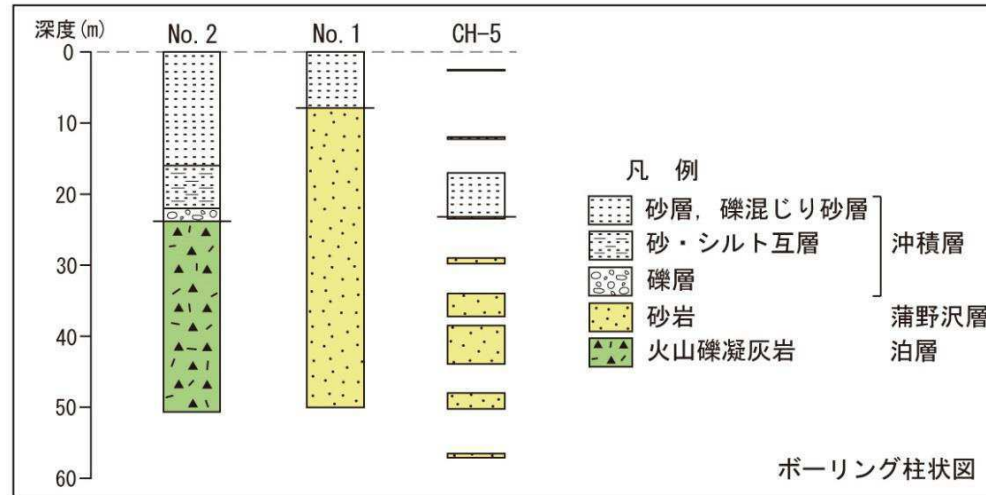 深度(m)
No. 2
No. 1
CH-5
0
10
20
30
40
50
60
凡 例
砂層, 礫混じり砂層
砂・シルト互層
沖積層
礫層
砂岩
蒲野沢層
火山礫凝灰岩
泊層
ボーリング柱状図